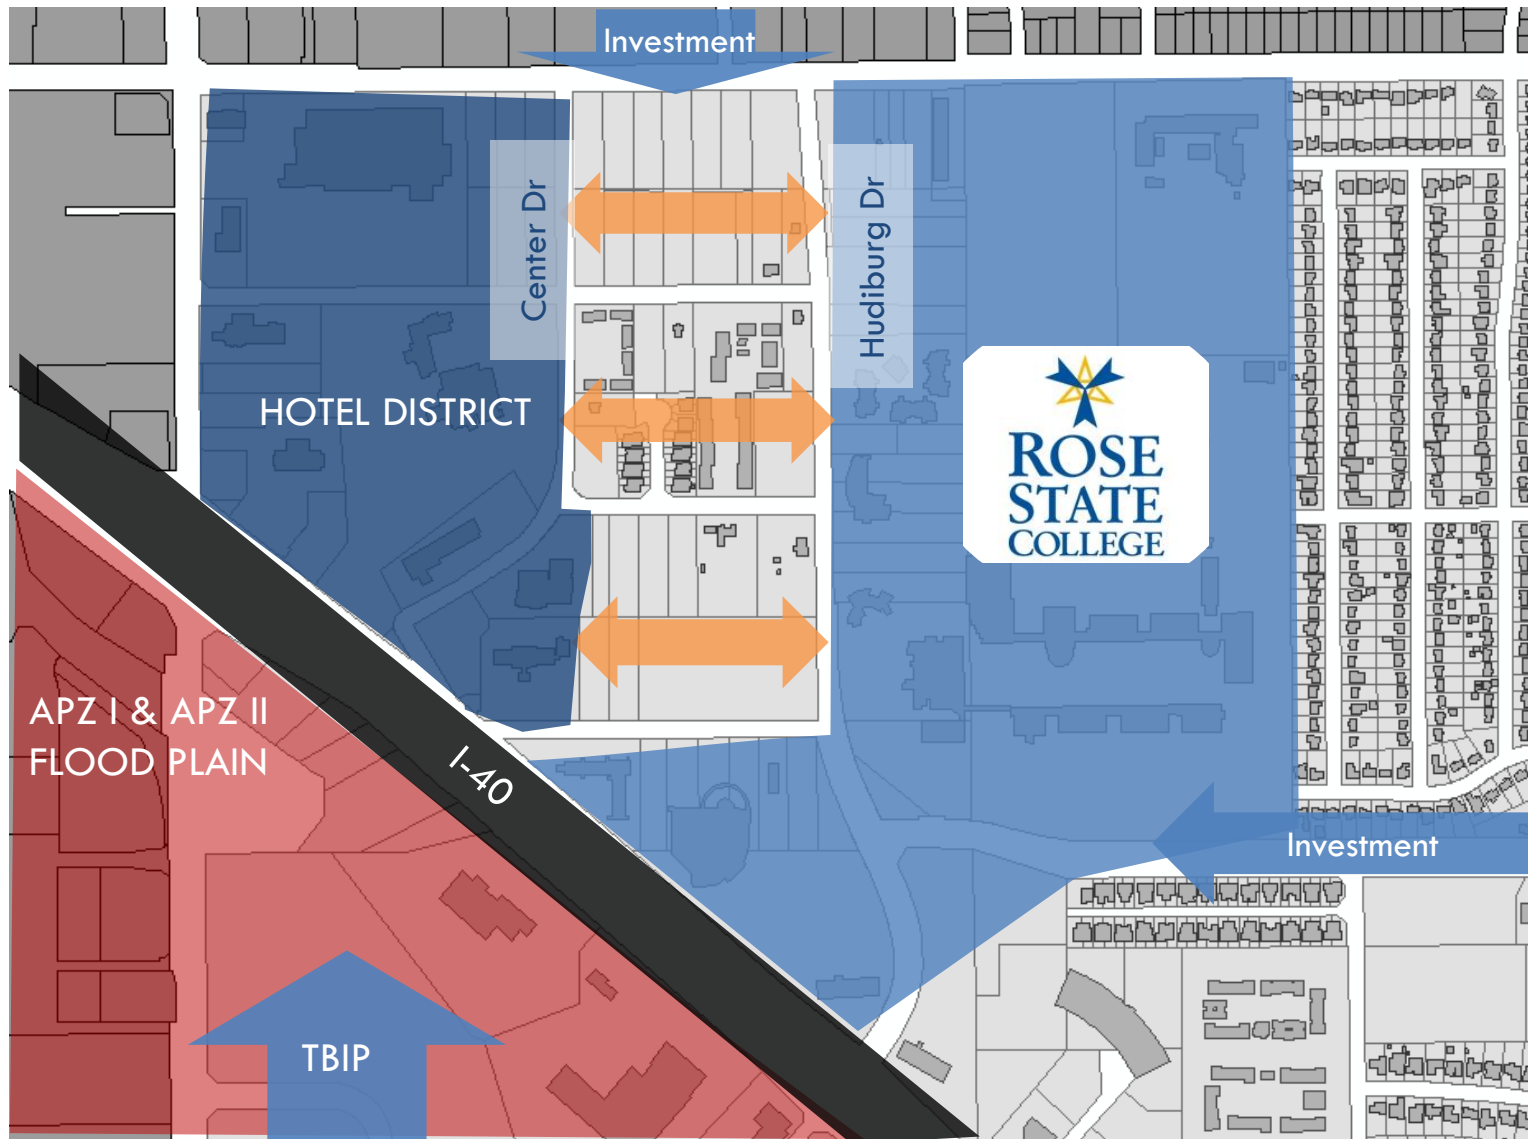 Investment
Center Dr
Hudiburg Dr
HOTEL DISTRICT
ROSE
STATE
COLLEGE
APZ I & APZ II
FLOOD PLAIN
I-40
Investment
TBIP